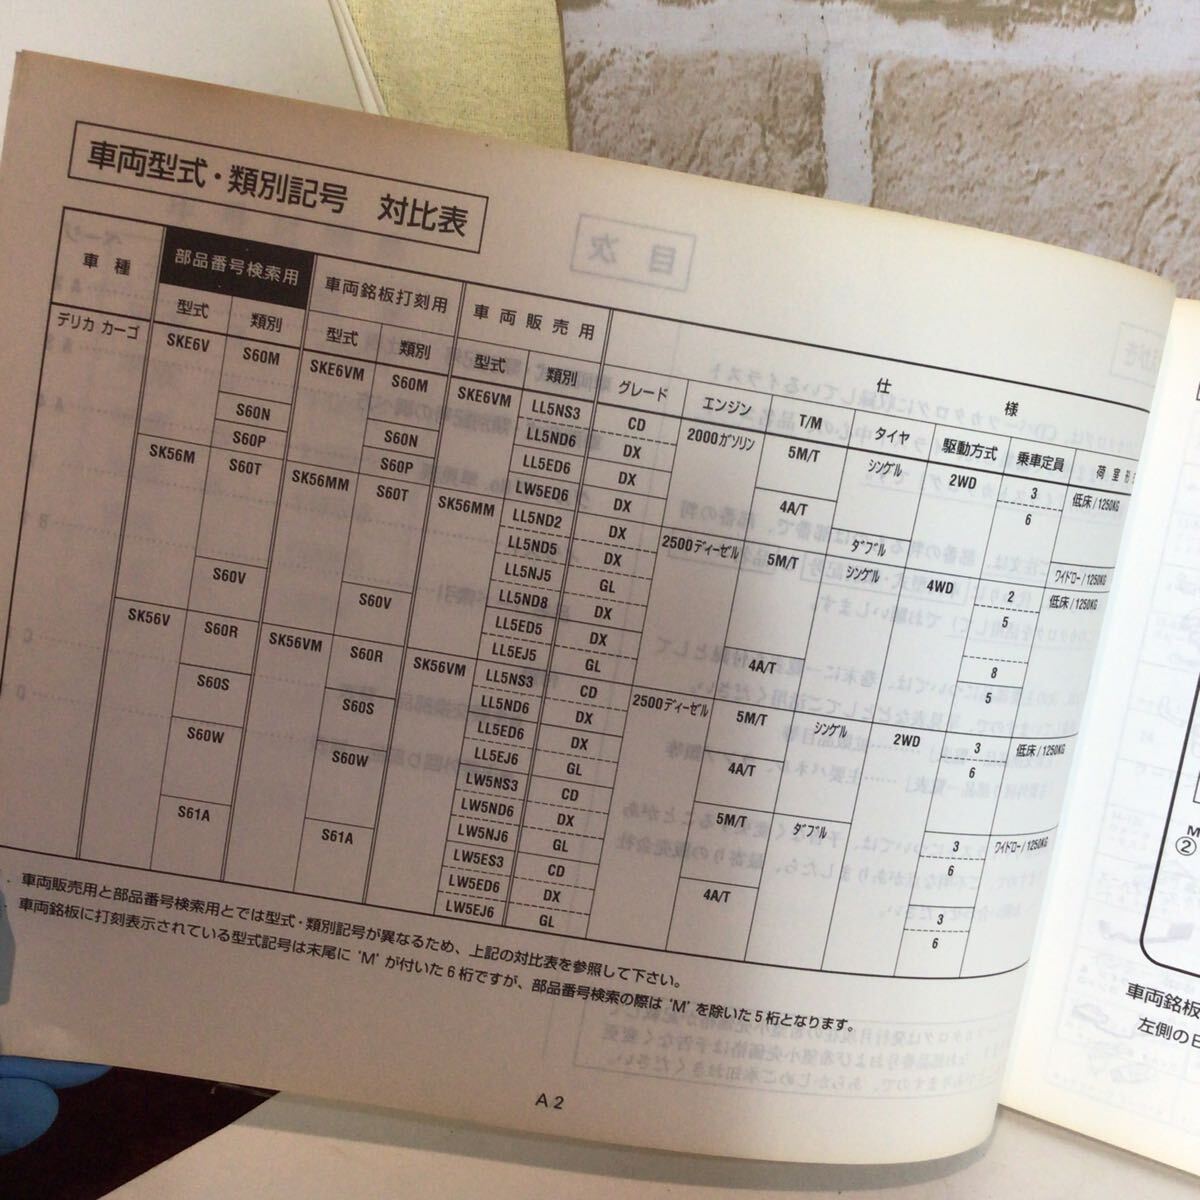 車両型式・類別記号 対比表
車種 部品番号検索用 車両銘板打刻用 車両販売用 仕様
型式 類別 型式 類別 型式 類別 グレード エンジン T/M タイヤ 駆動方式 乗車定員
デリカ カーゴ SKE6V S60M SKE6VM S60M SKE6VM LL5NS3 CD 2000ガソリン 5M/T シングル 2WD 3 低床/1250KG
LL5ND6 DX 6
S60N S60N LL5ED6 DX 4A/T
S60P S60P LW5ED6 DX ダブル ワイドロー/1250KG
SK56M S60T SK56MM S60T SK56MM LL5ND2 DX 2500ディーゼル 5M/T シングル 4WD 2 低床/1250KG
LL5ND5 DX 5
LL5NJ5 GL
LL5ND8 DX 8
S60V S60V LL5ED5 DX 4A/T 5
LL5EJ5 GL
SK56V S60R SK56VM S60R SK56VM LL5NS3 CD 2500ディーゼル 5M/T シングル 2WD 3 低床/1250KG
LL5ND6 DX 6
S60S S60S LL5ED6 DX 4A/T
LL5EJ6 GL
S60W S60W LW5NS3 CD 5M/T ダブル 3 ワイドロー/1250KG
LW5ND6 DX 6
LW5NJ6 GL
S61A S61A LW5ES3 CD 4A/T 3
LW5ED6 DX 6
LW5EJ6 GL
車両販売用と部品番号検索用とでは型式・類別記号が異なるため、上記の対比表を参照して下さい。
車両銘板に打刻表示されている型式記号は末尾に 'M' が付いた6桁ですが、部品番号検索の際は 'M' を除いた5桁となります。
A2
②
車両銘板
左側の